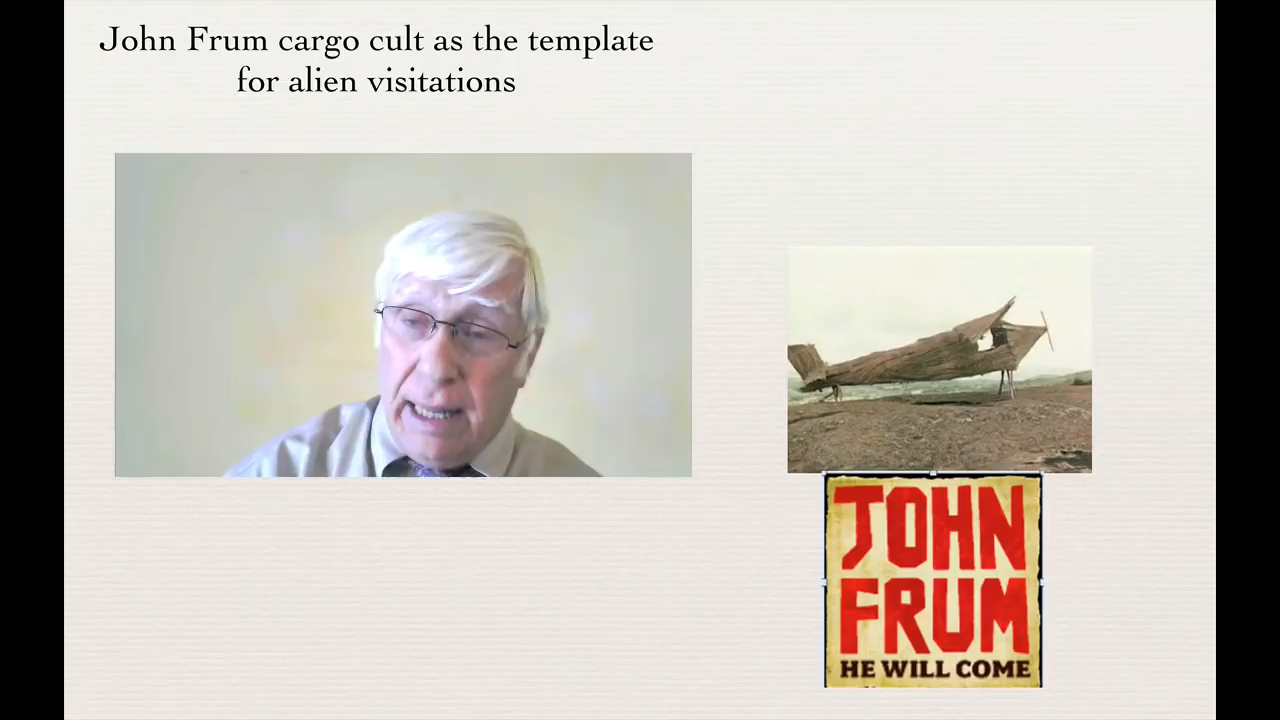 John Frum cargo cult as the template
for alien visitations
JOHN
FRUM
HE WILL COME